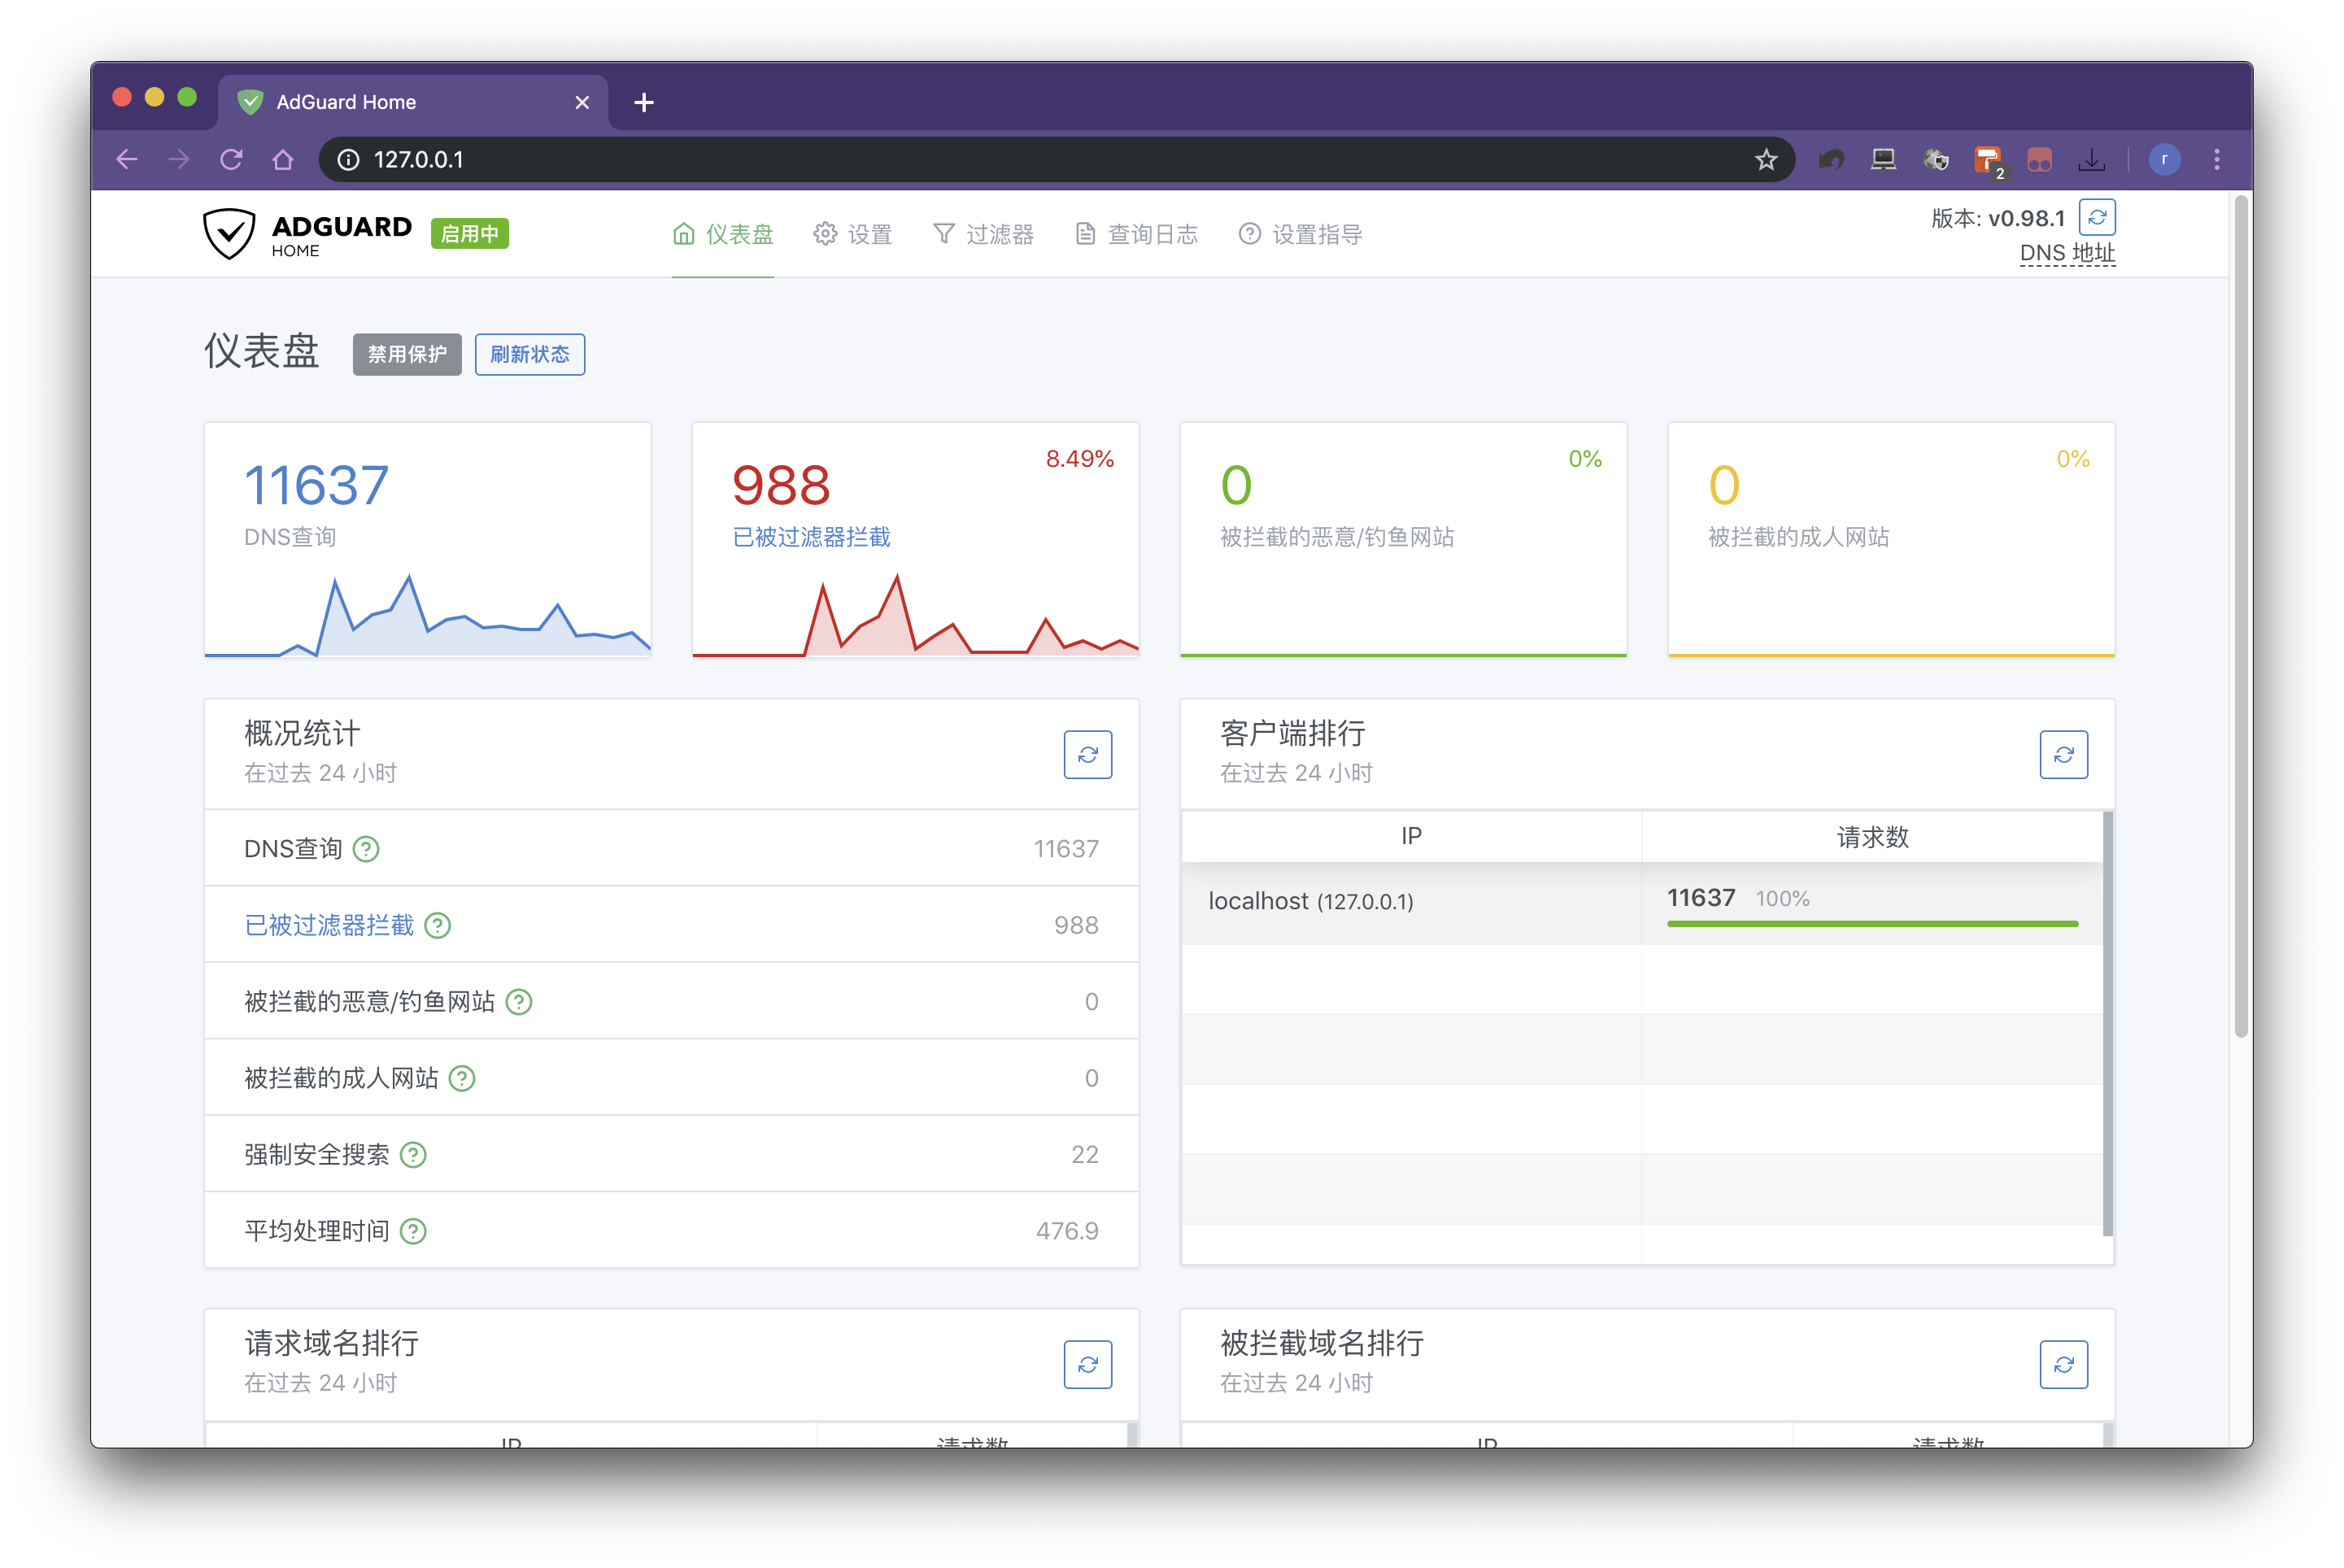 AdGuard Home
127.0.0.1
2
r
ADGUARD
HOME
启用中
仪表盘
设置
过滤器
查询日志
设置指导
版本: v0.98.1
DNS 地址
仪表盘
禁用保护
刷新状态
11637
DNS查询
8.49%
988
已被过滤器拦截
0%
0
被拦截的恶意/钓鱼网站
0%
0
被拦截的成人网站
概况统计
在过去 24 小时
DNS查询 11637
已被过滤器拦截 988
被拦截的恶意/钓鱼网站 0
被拦截的成人网站 0
强制安全搜索 22
平均处理时间 476.9
客户端排行
在过去 24 小时
IP 请求数
localhost (127.0.0.1) 11637 100%
请求域名排行
在过去 24 小时
IP 请求数
被拦截域名排行
在过去 24 小时
IP 请求数